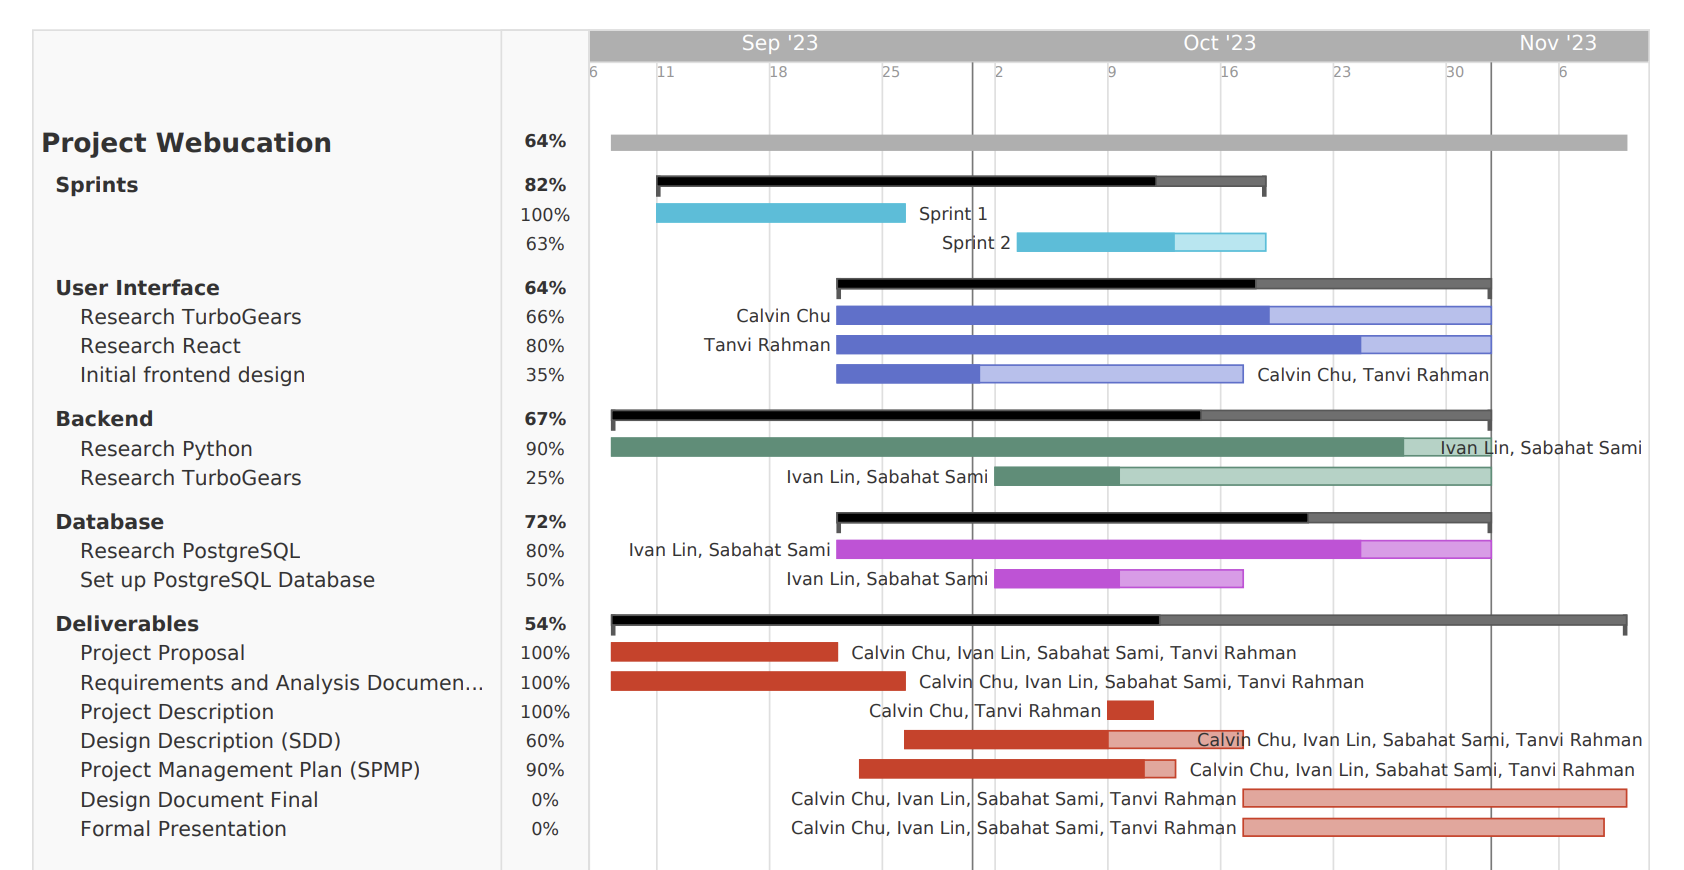 Sep '23 Oct '23 Nov '23
6 11 18 25 2 9 16 23 30 6
Project Webucation 64%
Sprints 82%
100% Sprint 1
63% Sprint 2
User Interface 64%
Research TurboGears 66% Calvin Chu
Research React 80% Tanvi Rahman
Initial frontend design 35% Calvin Chu, Tanvi Rahman
Backend 67%
Research Python 90% Ivan Lin, Sabahat Sami
Research TurboGears 25% Ivan Lin, Sabahat Sami
Database 72%
Research PostgreSQL 80% Ivan Lin, Sabahat Sami
Set up PostgreSQL Database 50% Ivan Lin, Sabahat Sami
Deliverables 54%
Project Proposal 100% Calvin Chu, Ivan Lin, Sabahat Sami, Tanvi Rahman
Requirements and Analysis Documen... 100% Calvin Chu, Ivan Lin, Sabahat Sami, Tanvi Rahman
Project Description 100% Calvin Chu, Tanvi Rahman
Design Description (SDD) 60% Calvin Chu, Ivan Lin, Sabahat Sami, Tanvi Rahman
Project Management Plan (SPMP) 90% Calvin Chu, Ivan Lin, Sabahat Sami, Tanvi Rahman
Design Document Final 0% Calvin Chu, Ivan Lin, Sabahat Sami, Tanvi Rahman
Formal Presentation 0% Calvin Chu, Ivan Lin, Sabahat Sami, Tanvi Rahman